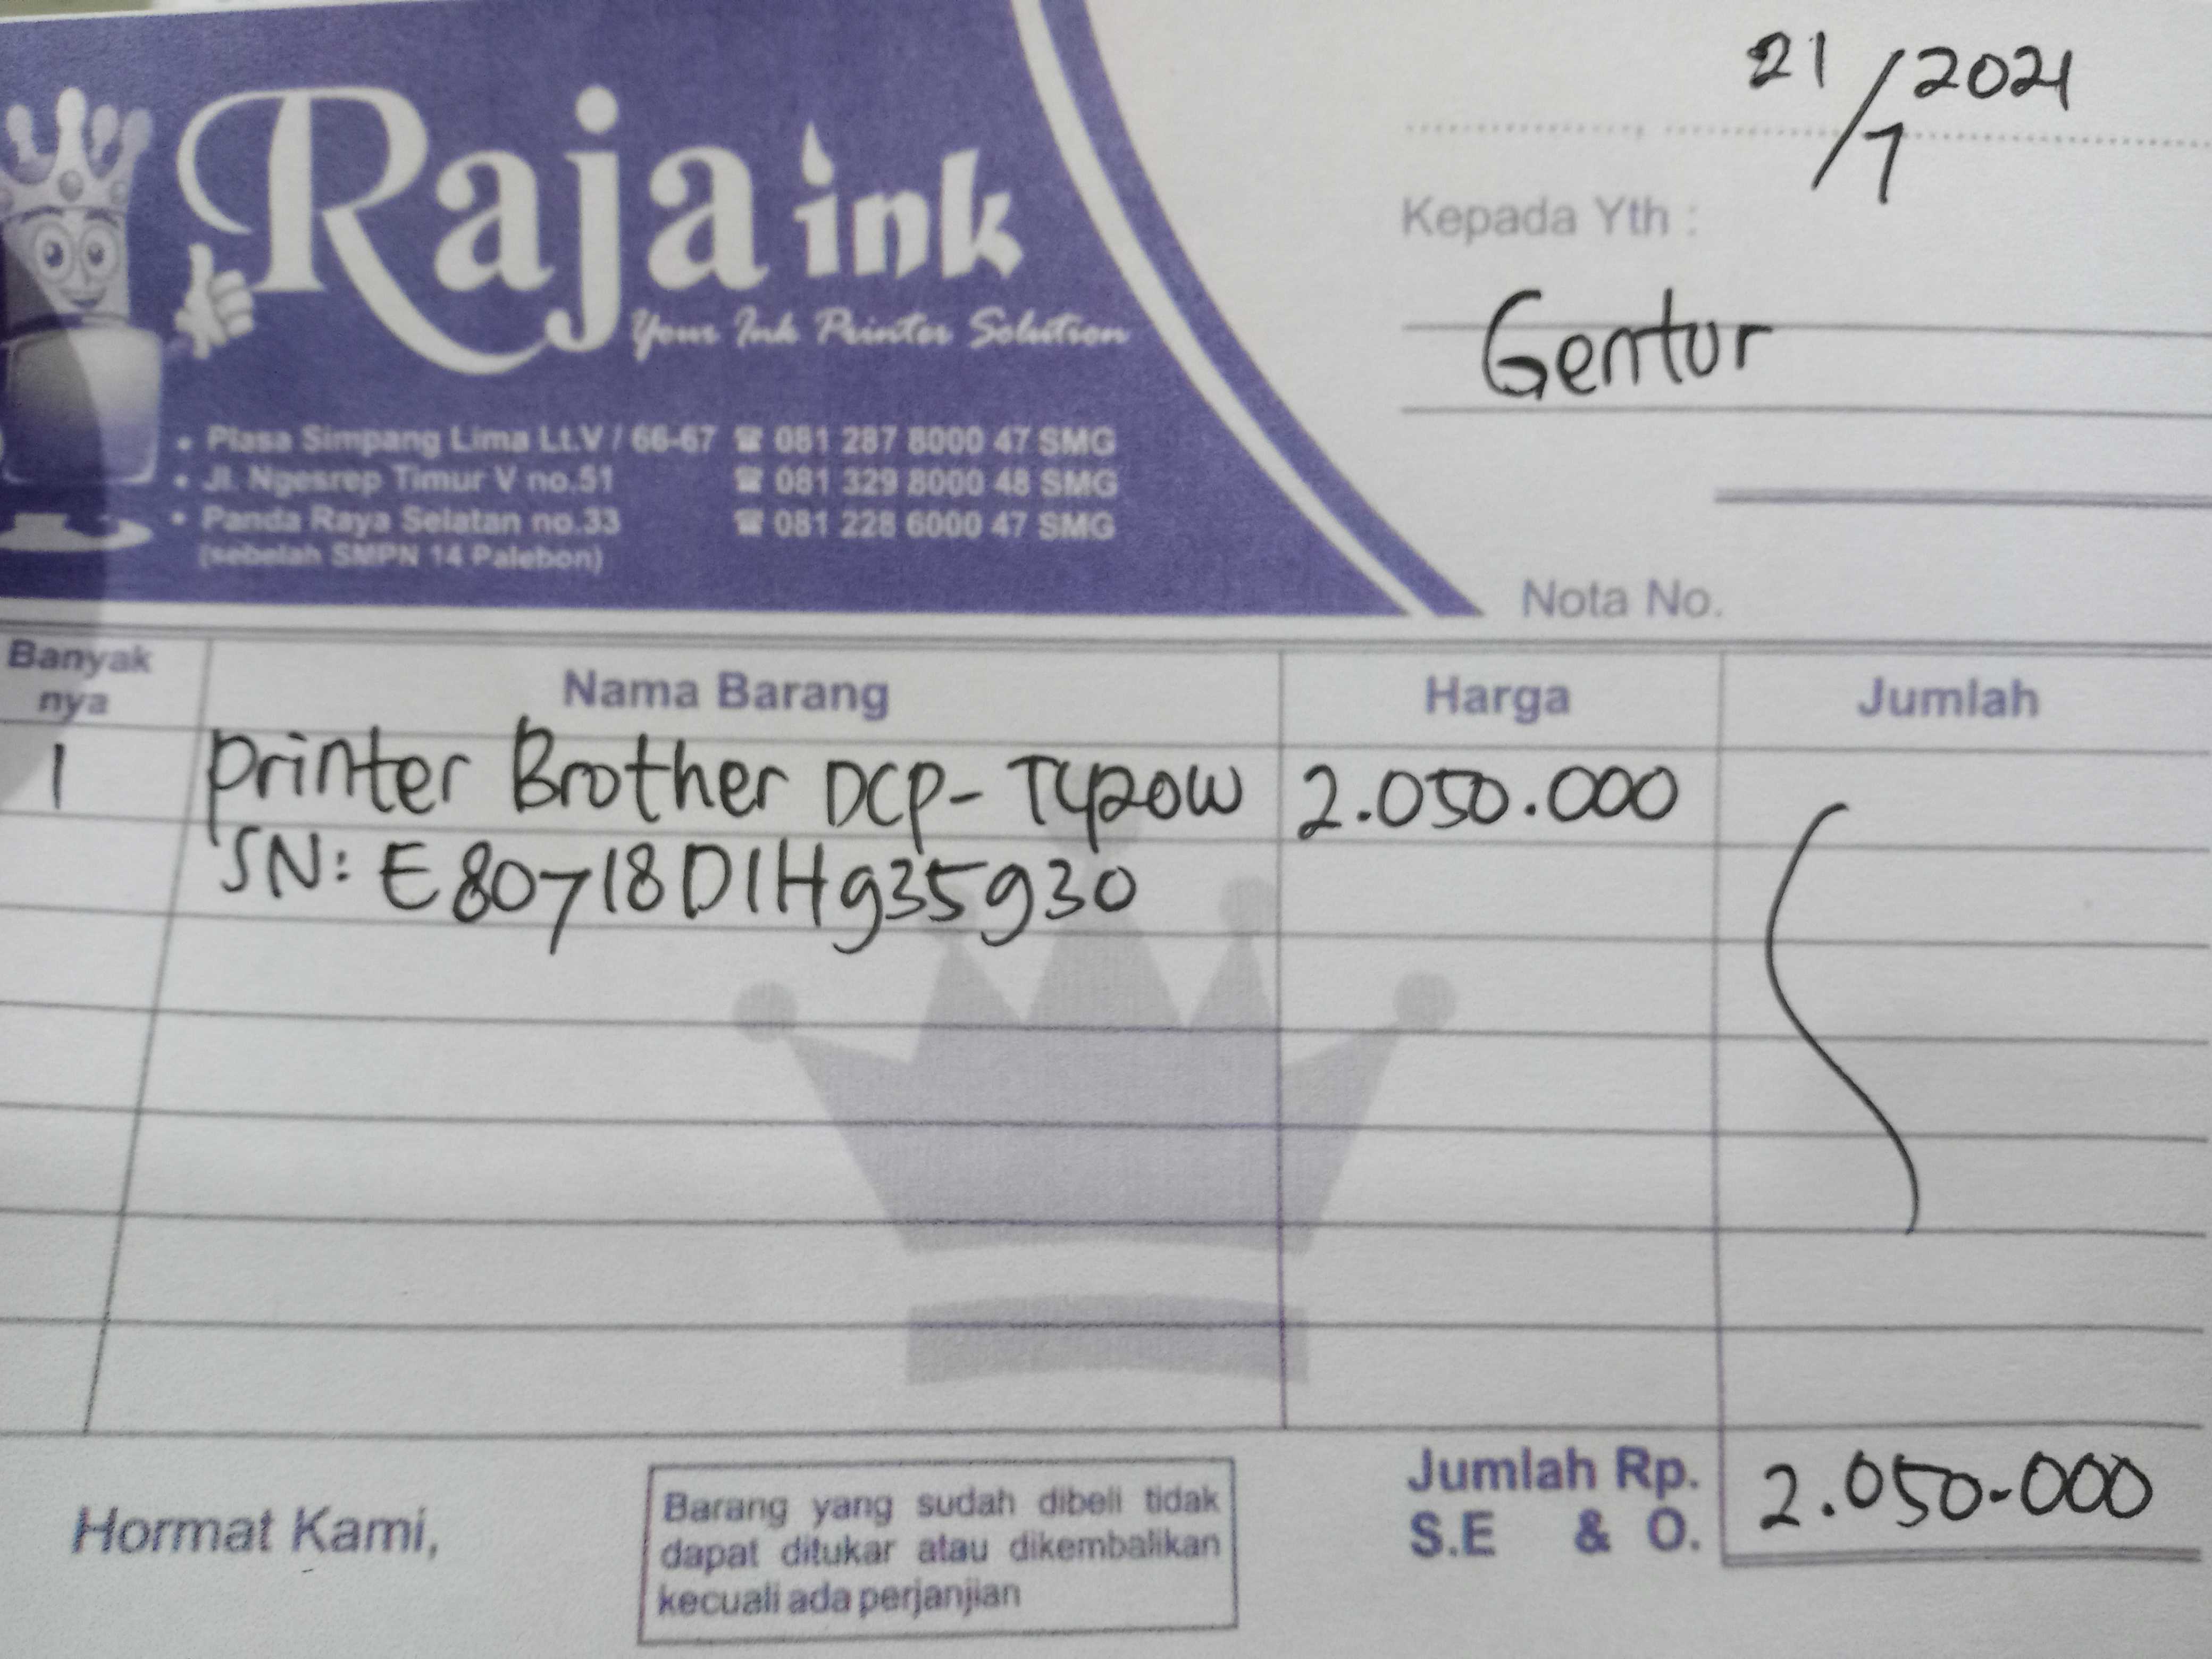 Raja ink
Your Ink Printer Solution
• Plasa Simpang Lima Lt.V / 66-67 ☎ 081 287 8000 47 SMG
• Jl. Ngesrep Timur V no.51 ☎ 081 329 8000 48 SMG
• Panda Raya Selatan no.33 ☎ 081 228 6000 47 SMG
(sebelah SMPN 14 Palebon)
21/7 2021
Kepada Yth :
Gentur
Nota No.
Banyak nya Nama Barang Harga Jumlah
1 Printer Brother DCP-T420W 2.050.000
SN: E80718D1H935930
Hormat Kami,
Barang yang sudah dibeli tidak
dapat ditukar atau dikembalikan
kecuali ada perjanjian
Jumlah Rp. 2.050.000
S.E & O.